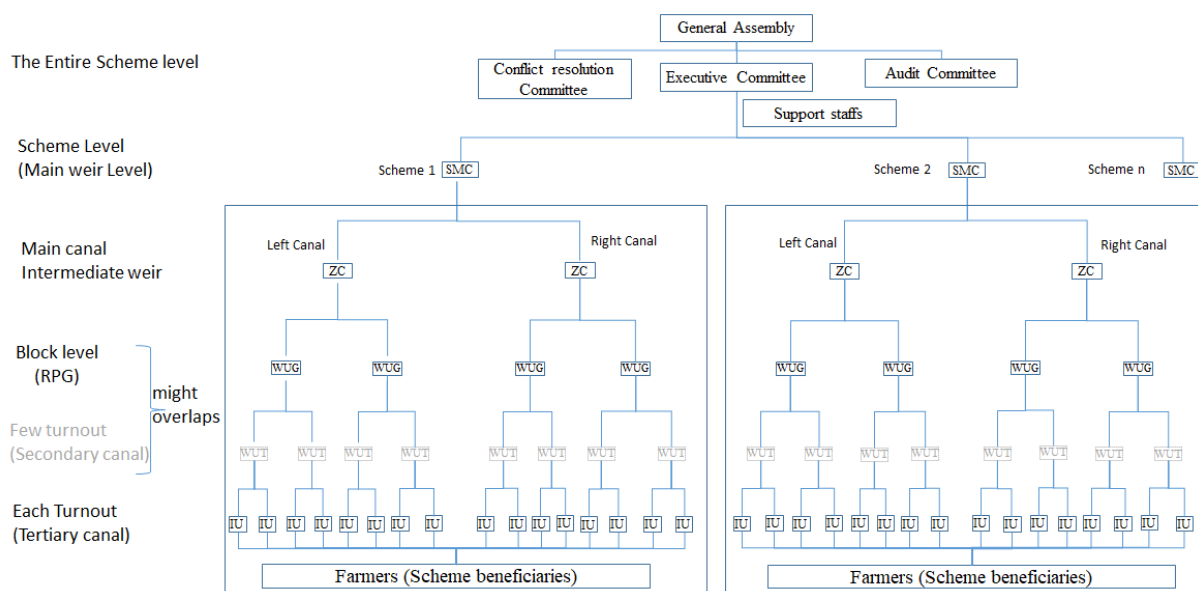 General Assembly
The Entire Scheme level
Conflict resolution
Committee
Executive Committee
Audit Committee
Support staffs
Scheme Level
(Main weir Level)
Scheme 1 SMC
Scheme 2 SMC
Scheme n SMC
Main canal
Intermediate weir
Left Canal
Right Canal
Left Canal
Right Canal
ZC ZC ZC ZC
Block level
(RPG)
WUG WUG WUG WUG WUG WUG WUG WUG
might
overlaps
Few turnout
(Secondary canal)
WUT WUT WUT WUT WUT WUT WUT WUT WUT WUT WUT WUT WUT WUT WUT WUT
Each Turnout
(Tertiary canal)
IU IU IU IU IU IU IU IU IU IU IU IU IU IU IU IU IU IU IU IU IU IU IU IU IU IU IU IU IU IU IU IU
Farmers (Scheme beneficiaries)
Farmers (Scheme beneficiaries)